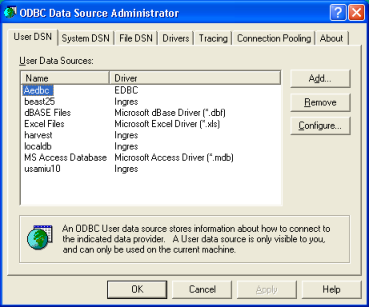 ODBC Data Source Administrator
User DSN System DSN File DSN Drivers Tracing Connection Pooling About
User Data Sources:
Name Driver
Aedbc EDBC
beast25 Ingres
dBASE Files Microsoft dBase Driver (*.dbf)
Excel Files Microsoft Excel Driver (*.xls)
harvest Ingres
localdb Ingres
MS Access Database Microsoft Access Driver (*.mdb)
usamiu10 Ingres
Add...
Remove
Configure...
An ODBC User data source stores information about how to connect to
the indicated data provider. A User data source is only visible to you,
and can only be used on the current machine.
OK Cancel Apply Help